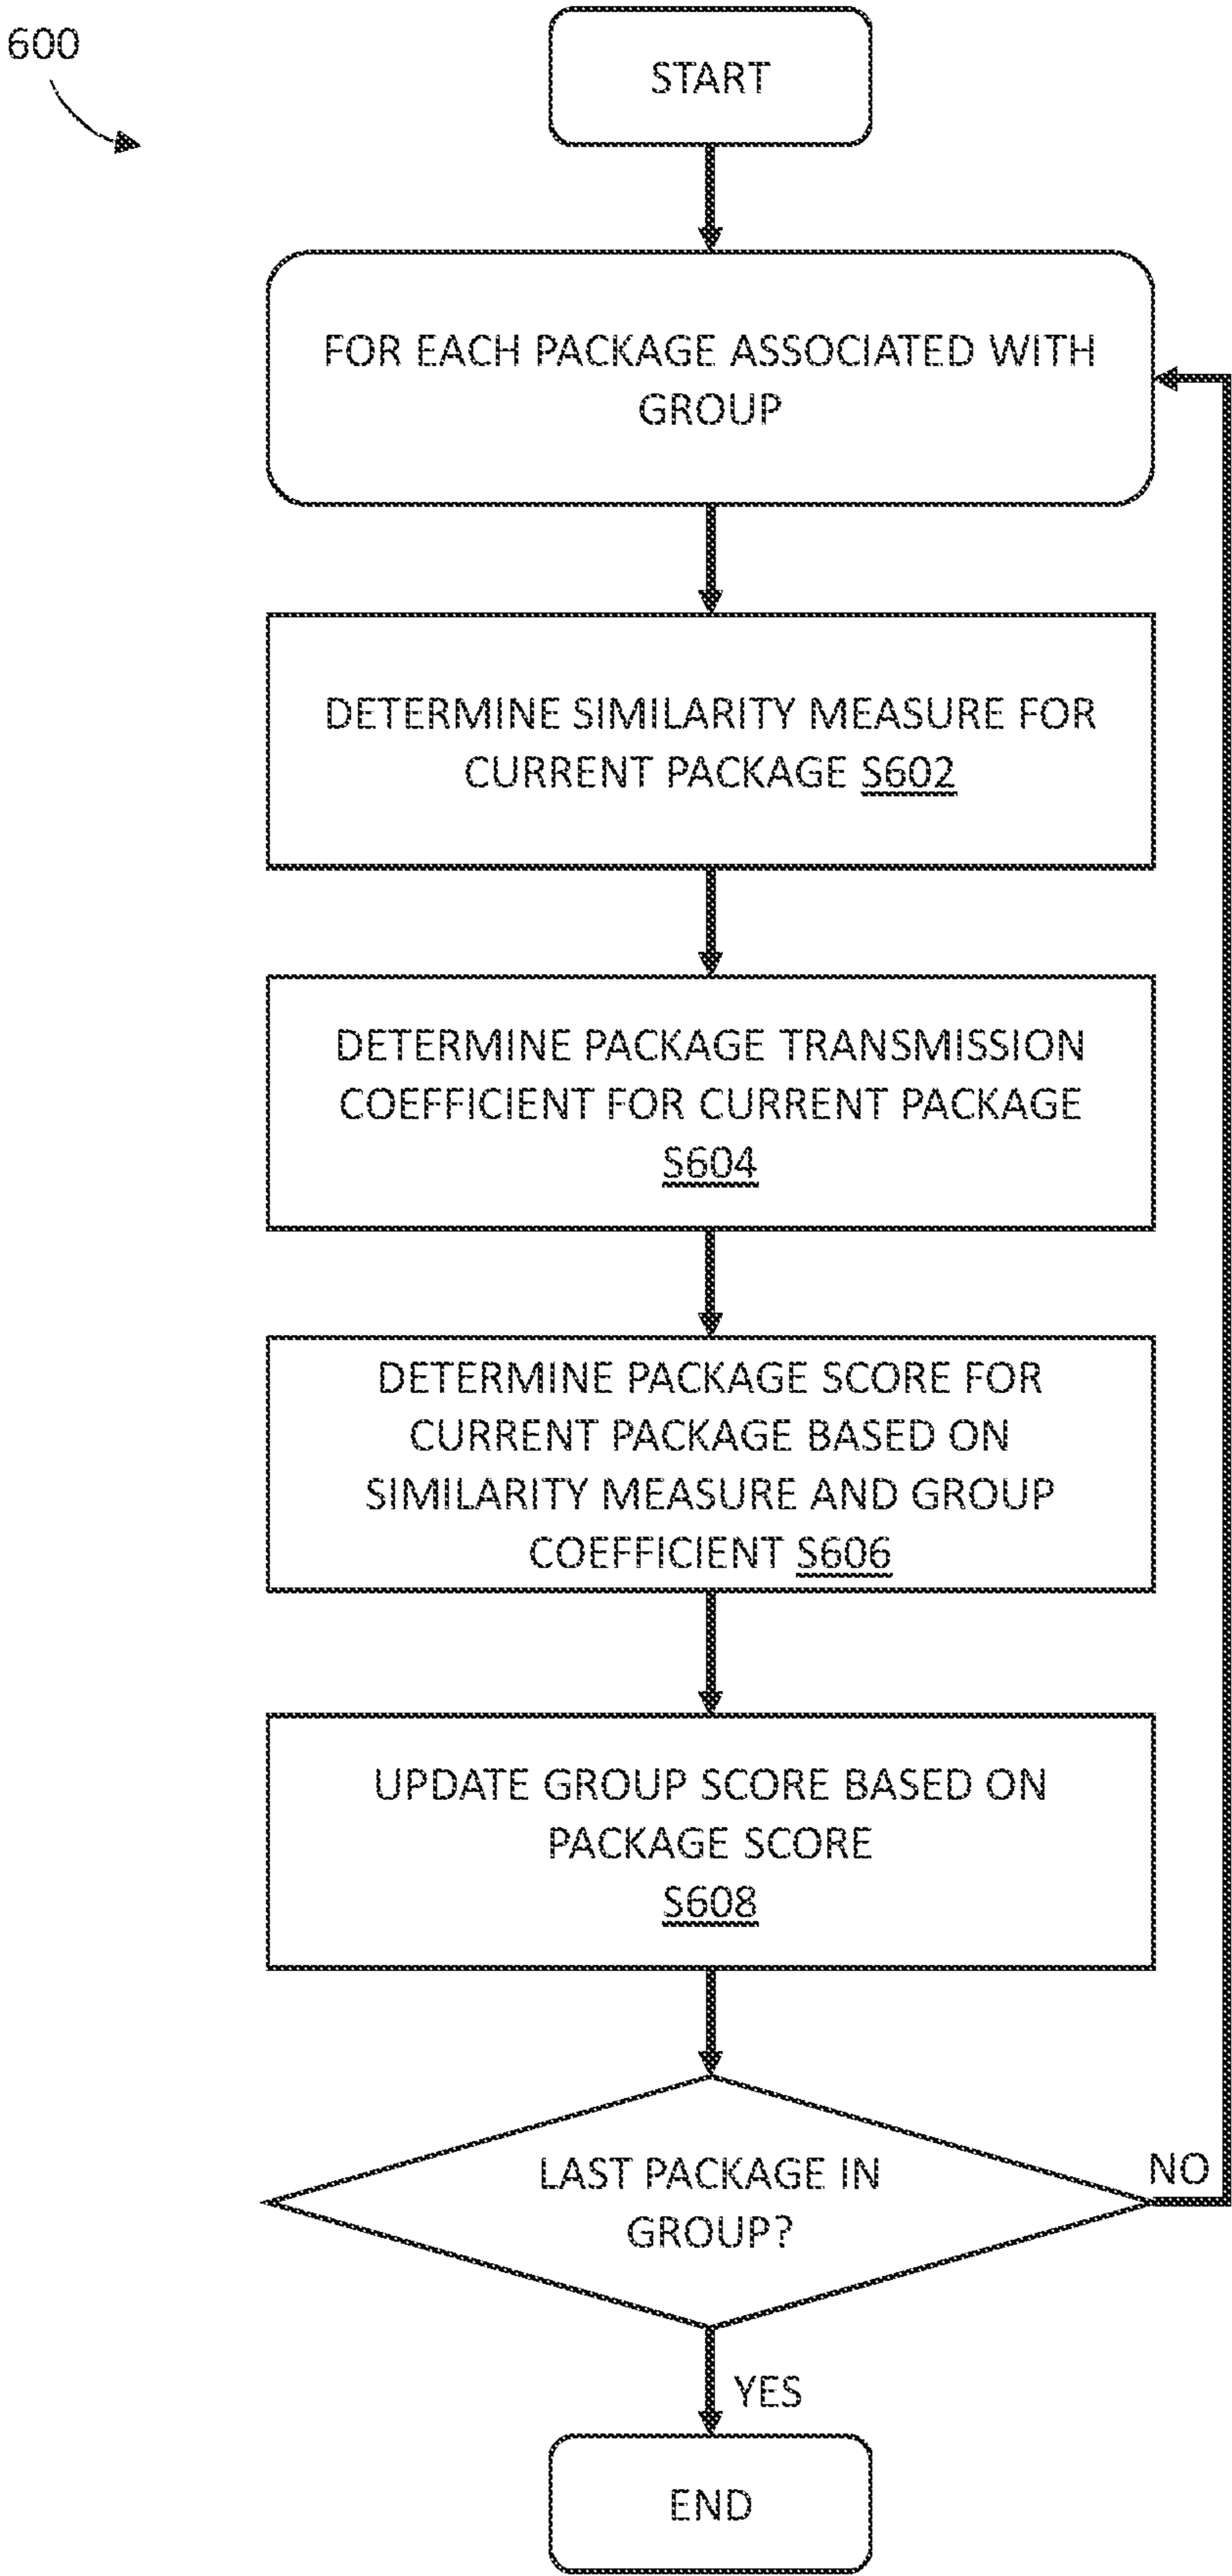 600
START
FOR EACH PACKAGE ASSOCIATED WITH
GROUP
DETERMINE SIMILARITY MEASURE FOR
CURRENT PACKAGE S602
DETERMINE PACKAGE TRANSMISSION
COEFFICIENT FOR CURRENT PACKAGE
S604
DETERMINE PACKAGE SCORE FOR
CURRENT PACKAGE BASED ON
SIMILARITY MEASURE AND GROUP
COEFFICIENT S606
UPDATE GROUP SCORE BASED ON
PACKAGE SCORE
S608
LAST PACKAGE IN
GROUP?
NO
YES
END